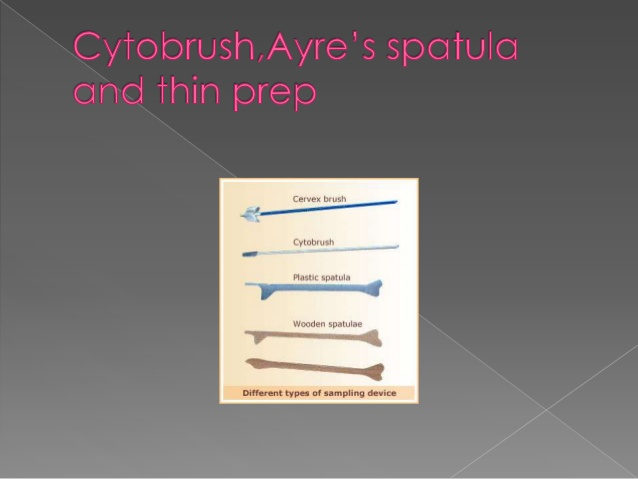 Cytobrush,Ayre’s spatula
and thin prep
Cervex brush
Cytobrush
Plastic spatula
Wooden spatulae
Different types of sampling device